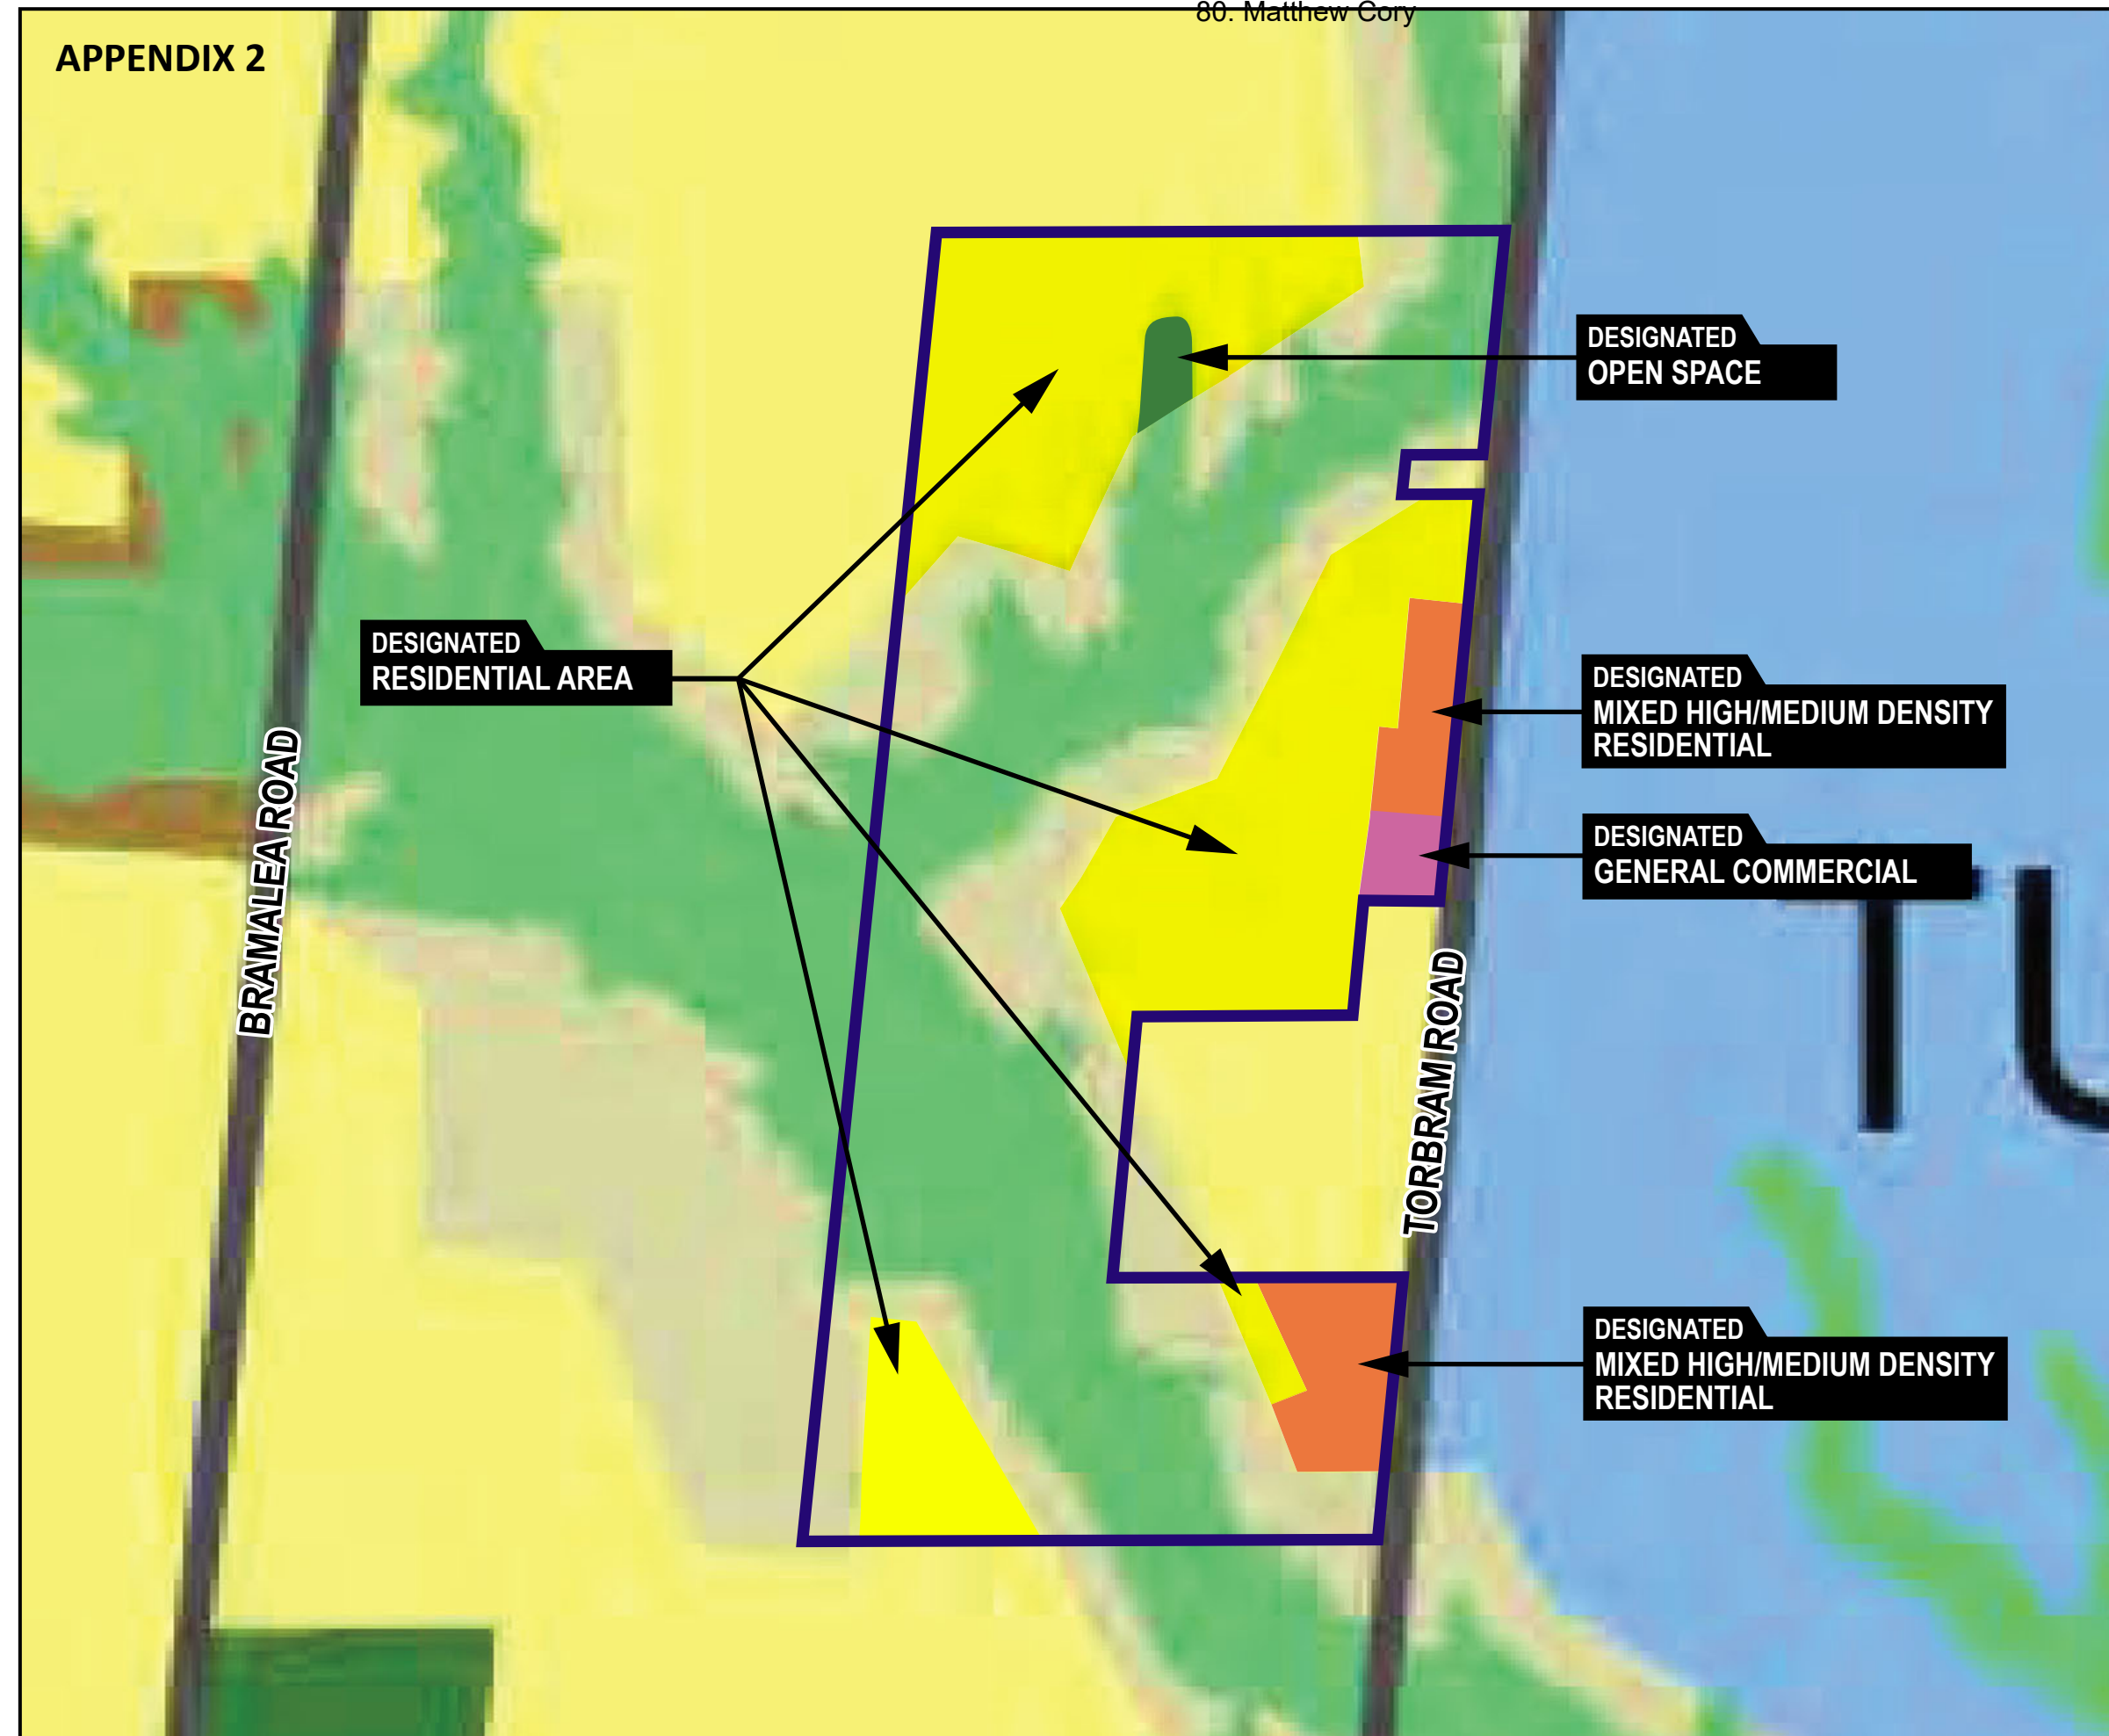 80. Matthew Cory
APPENDIX 2
DESIGNATED
OPEN SPACE
DESIGNATED
RESIDENTIAL AREA
DESIGNATED
MIXED HIGH/MEDIUM DENSITY
RESIDENTIAL
DESIGNATED
GENERAL COMMERCIAL
TU
BRAMALEA ROAD
TORBRAM ROAD
DESIGNATED
MIXED HIGH/MEDIUM DENSITY
RESIDENTIAL